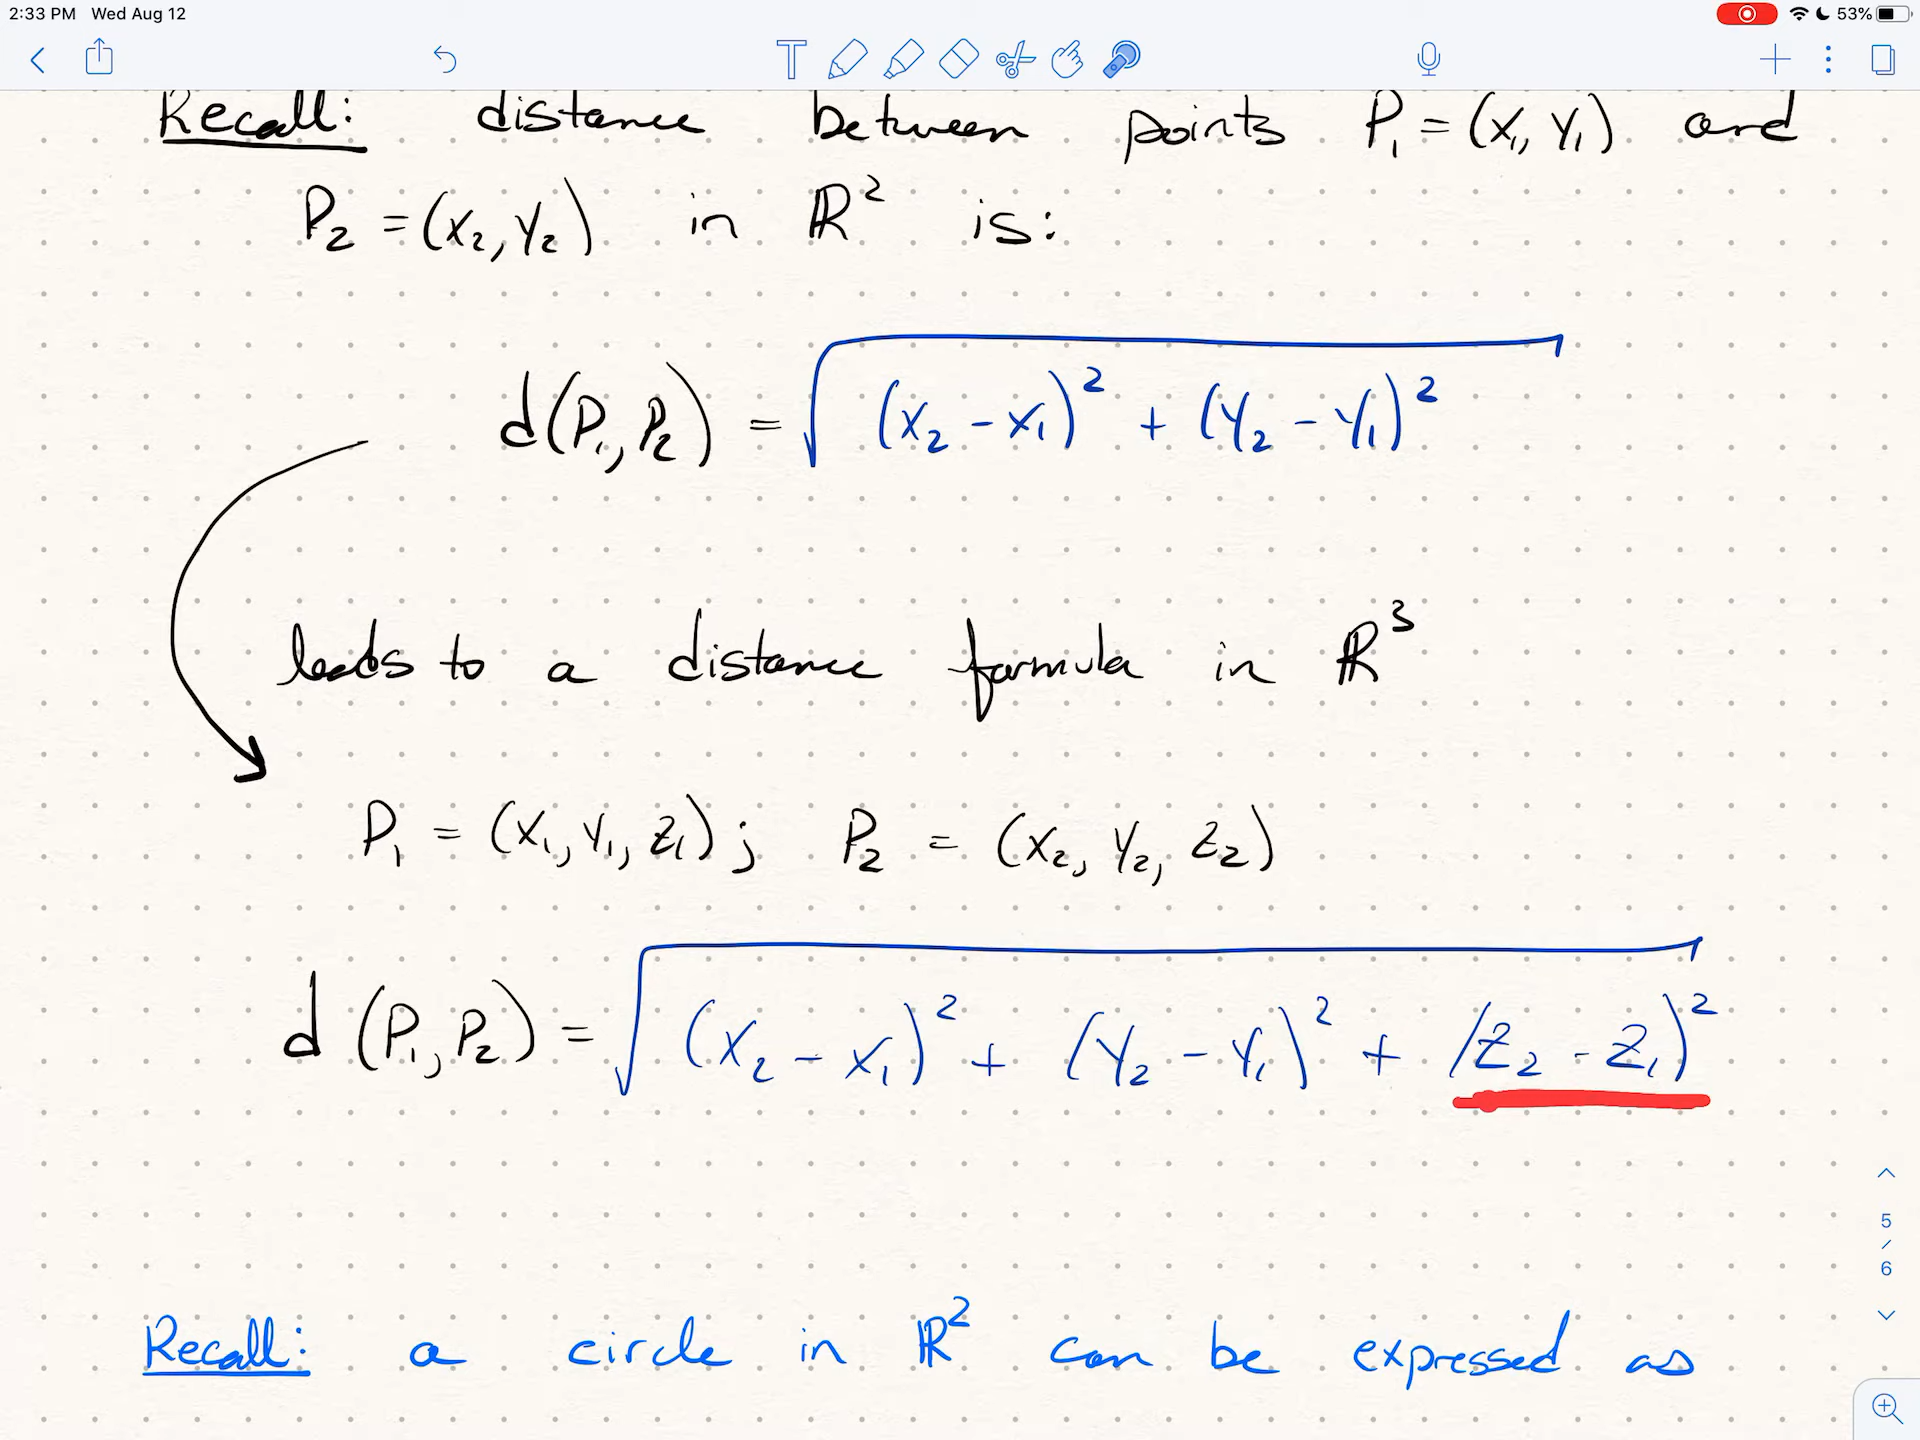 2:33 PM Wed Aug 12 53%
Recall: distance between points P₁ = (x₁, y₁) and
P₂ = (x₂, y₂) in ℝ² is:
d(P₁, P₂) = √((x₂ - x₁)² + (y₂ - y₁)²)
leads to a distance formula in ℝ³
P₁ = (x₁, y₁, z₁); P₂ = (x₂, y₂, z₂)
d(P₁, P₂) = √((x₂ - x₁)² + (y₂ - y₁)² + (z₂ - z₁)²)
5
/
6
Recall: a circle in ℝ² can be expressed as